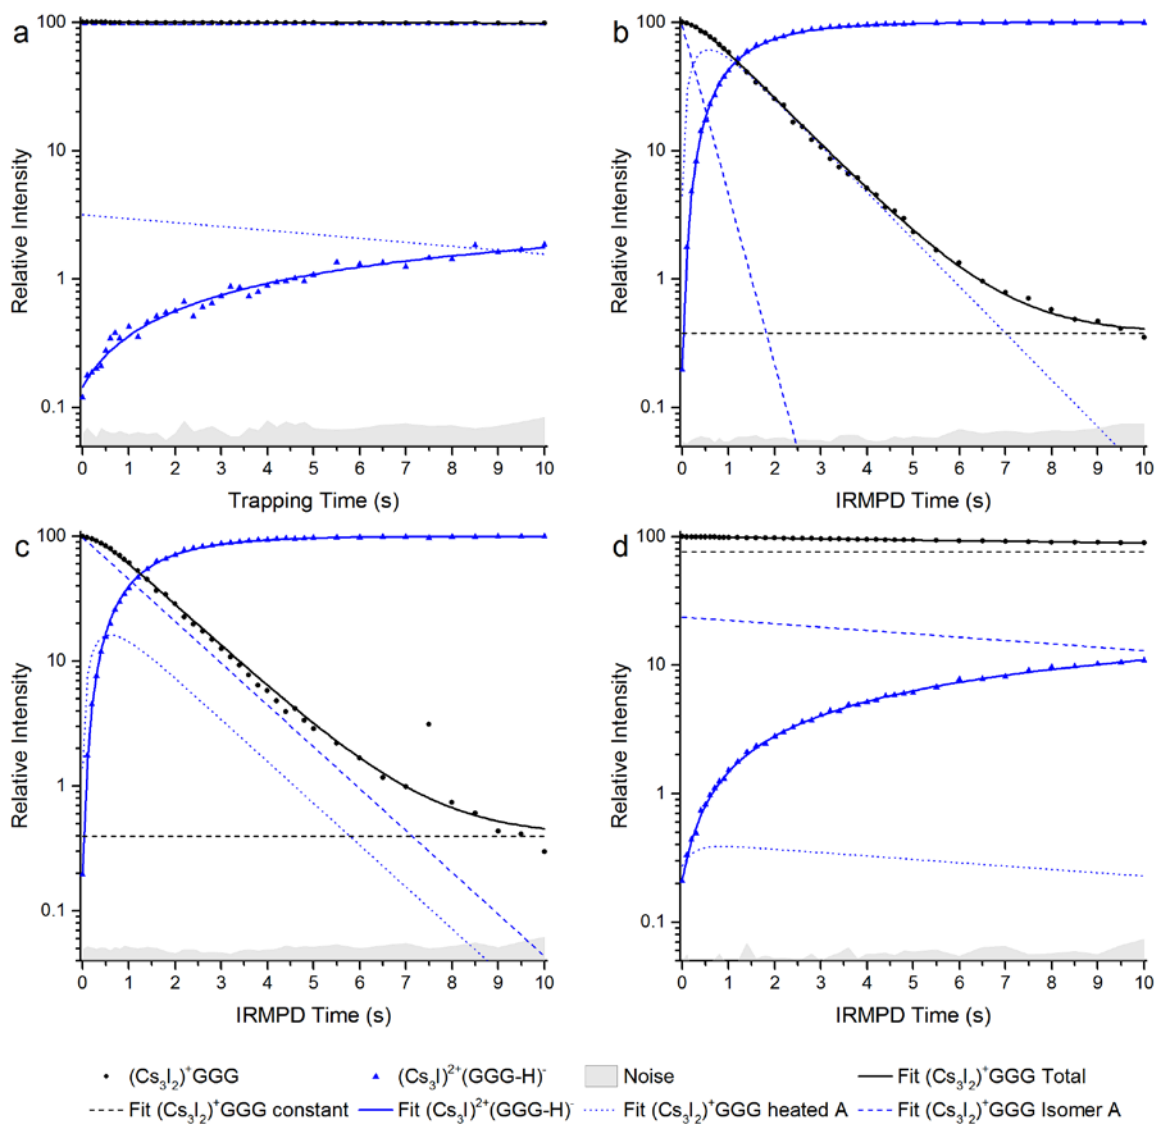 a
Relative Intensity
100
10
1
0.1
0 1 2 3 4 5 6 7 8 9 10
Trapping Time (s)
b
Relative Intensity
100
10
1
0.1
0 1 2 3 4 5 6 7 8 9 10
IRMPD Time (s)
c
Relative Intensity
100
10
1
0.1
0 1 2 3 4 5 6 7 8 9 10
IRMPD Time (s)
d
Relative Intensity
100
10
1
0.1
0 1 2 3 4 5 6 7 8 9 10
IRMPD Time (s)
(Cs₃I₂)⁺GGG (Cs₃I)²⁺(GGG-H)⁻ Noise Fit (Cs₃I₂)⁺GGG Total
Fit (Cs₃I₂)⁺GGG constant Fit (Cs₃I)²⁺(GGG-H)⁻ Fit (Cs₃I₂)⁺GGG heated A Fit (Cs₃I₂)⁺GGG Isomer A